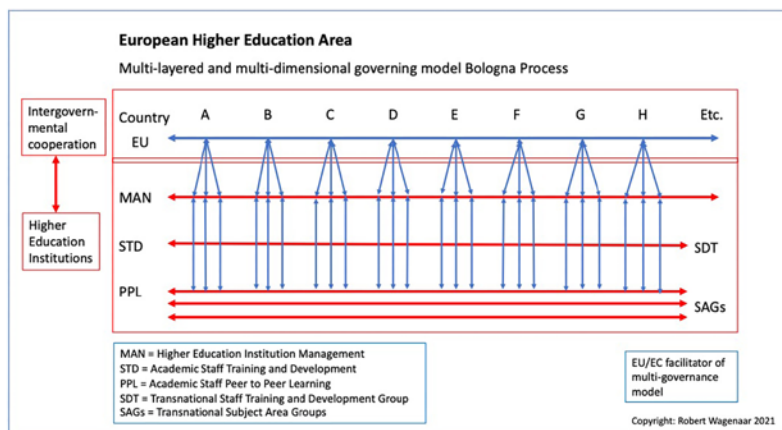 European Higher Education Area
Multi-layered and multi-dimensional governing model Bologna Process
Intergovern-
mental
cooperation
Country A B C D E F G H Etc.
EU
MAN
Higher
Education
Institutions
STD SDT
PPL
SAGs
MAN = Higher Education Institution Management
STD = Academic Staff Training and Development
PPL = Academic Staff Peer to Peer Learning
SDT = Transnational Staff Training and Development Group
SAGs = Transnational Subject Area Groups
EU/EC facilitator of
multi-governance
model
Copyright: Robert Wagenaar 2021